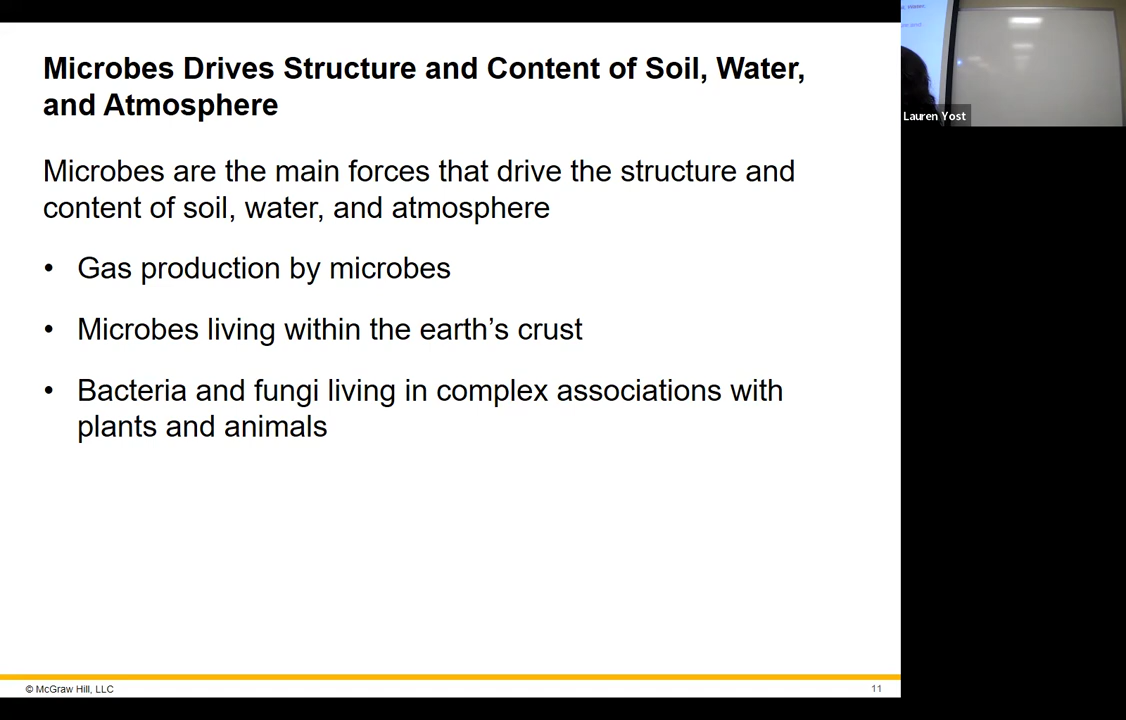 Microbes Drives Structure and Content of Soil, Water,
and Atmosphere
Microbes are the main forces that drive the structure and
content of soil, water, and atmosphere
• Gas production by microbes
• Microbes living within the earth’s crust
• Bacteria and fungi living in complex associations with
plants and animals
© McGraw Hill, LLC
11
Lauren Yost